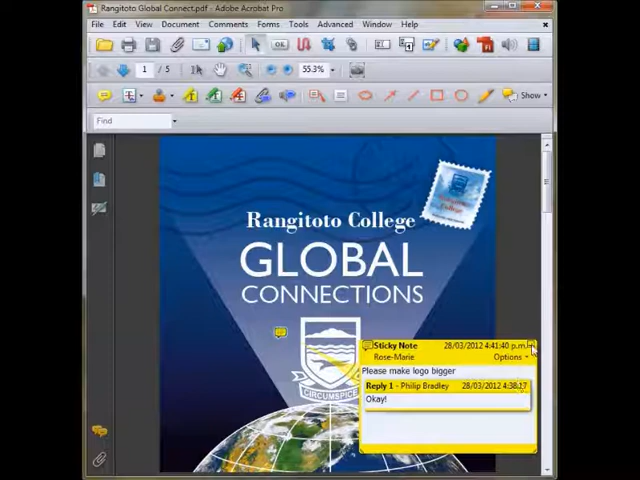 Rangitoto Global Connect.pdf - Adobe Acrobat Pro
File Edit View Document Comments Forms Tools Advanced Window Help
1 / 5 55.3%
Show
Find
Rangitoto College
GLOBAL
CONNECTIONS
CIRCUMSPICE
Sticky Note 28/03/2012 4:41:40 p.m.
Rose-Marie Options
Please make logo bigger
Reply 1 - Philip Bradley 28/03/2012 4:38:17
Okay!